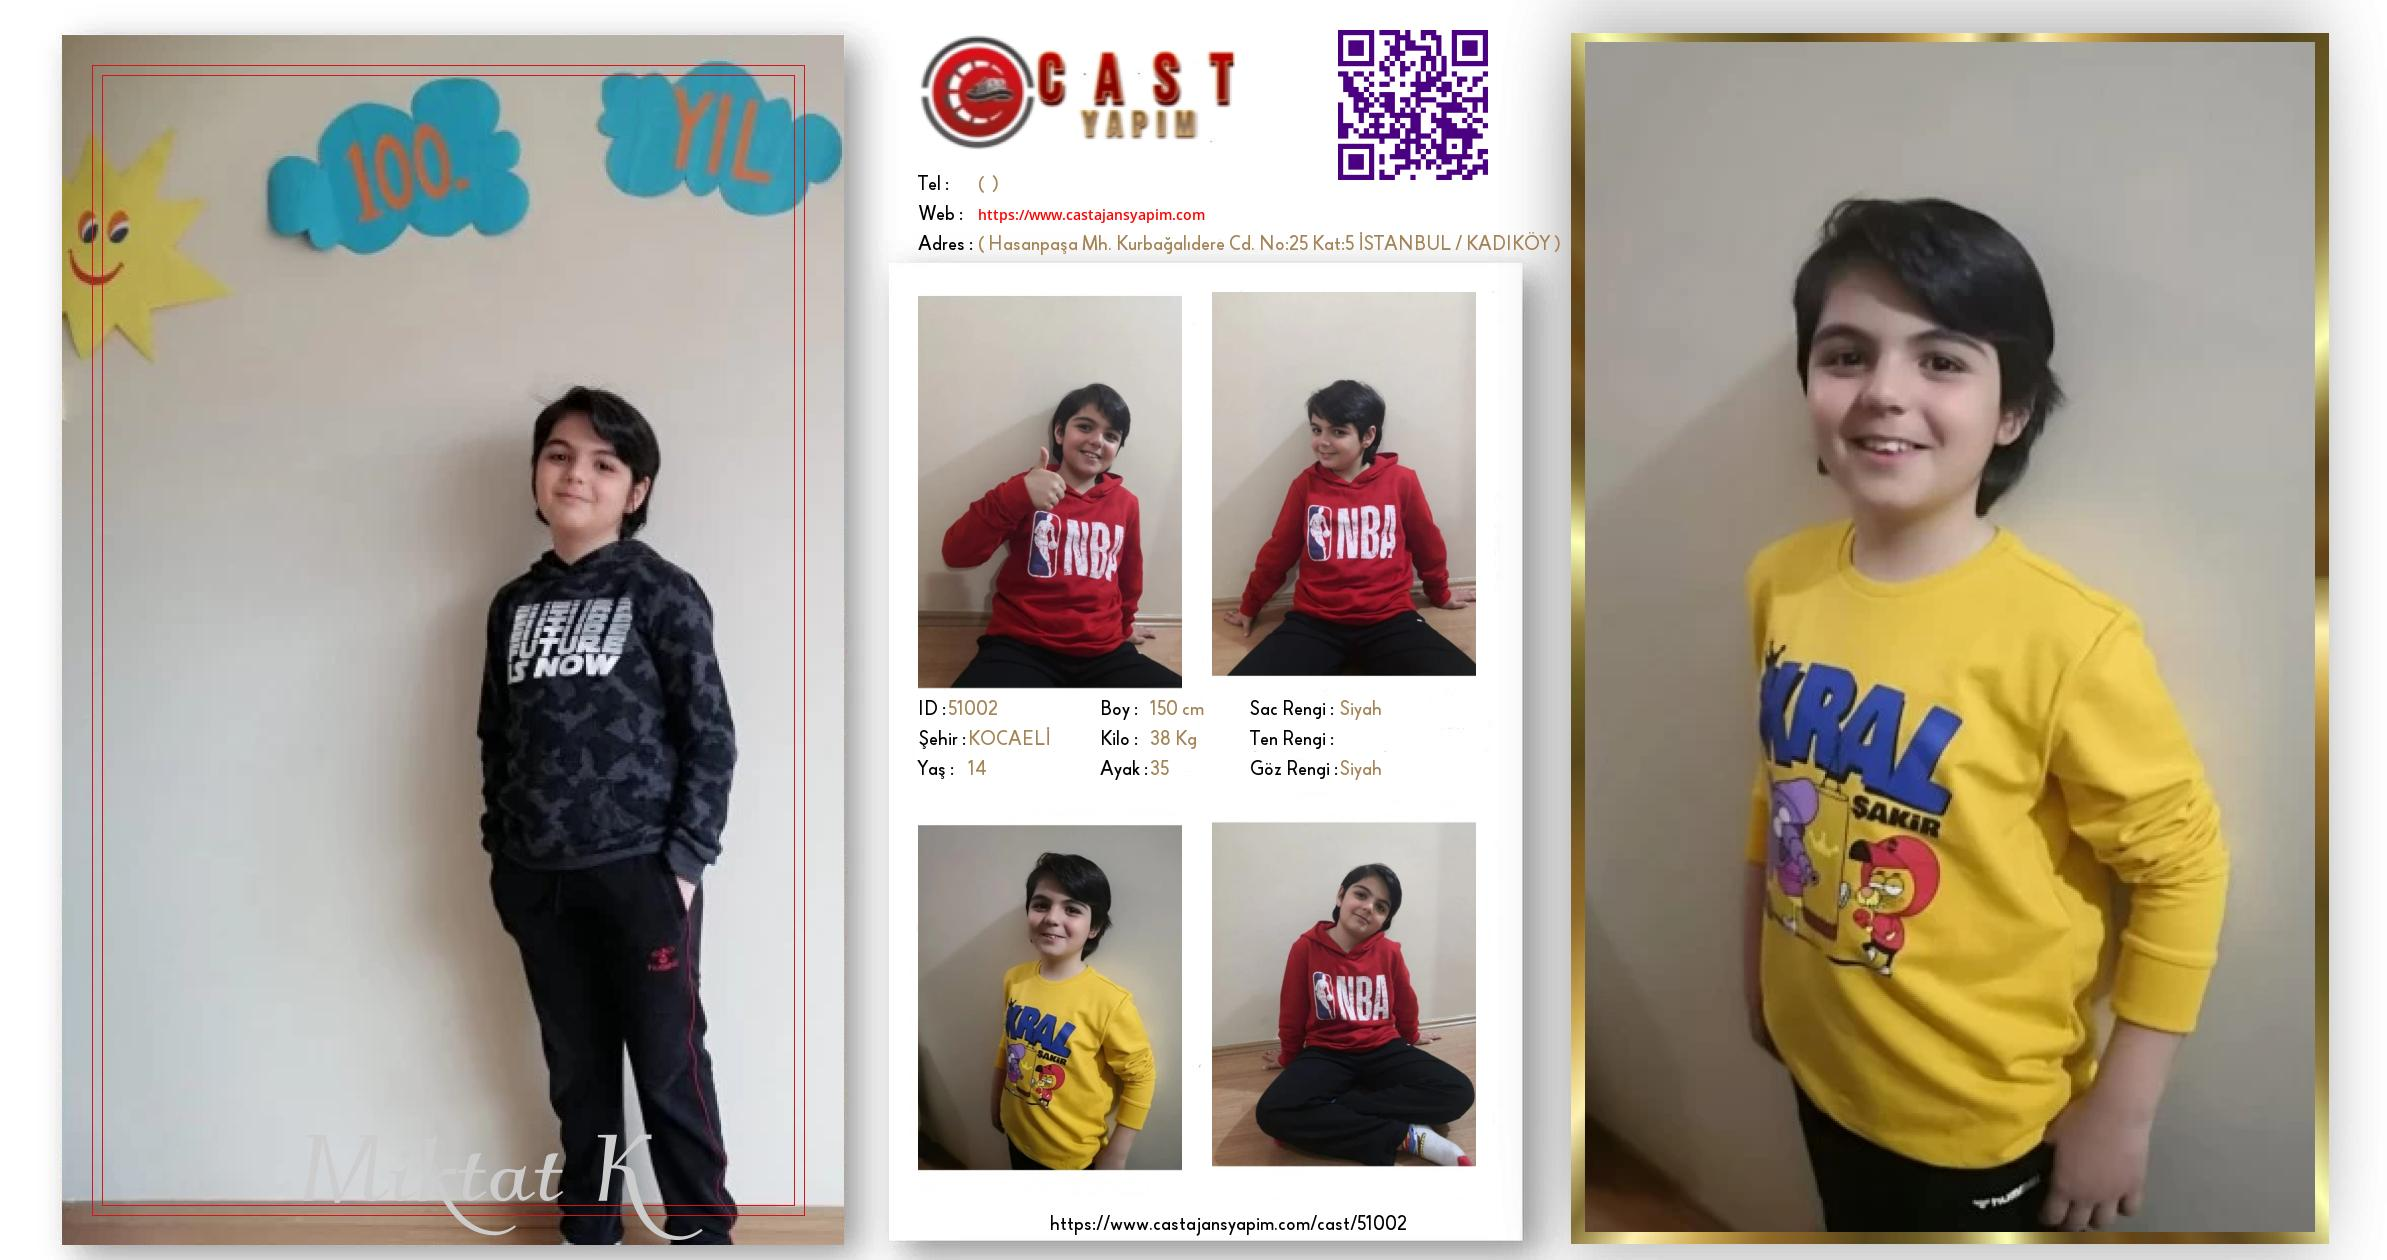 100.
YIL
FUTURE
IS NOW
Miktat K
CAST
YAPIM
Tel : ( )
Web : https://www.castajansyapim.com
Adres : ( Hasanpaşa Mh. Kurbağalıdere Cd. No:25 Kat:5 İSTANBUL / KADIKÖY )
NBA
NBA
ID : 51002 Boy : 150 cm Sac Rengi : Siyah
Şehir : KOCAELİ Kilo : 38 Kg Ten Rengi :
Yaş : 14 Ayak : 35 Göz Rengi : Siyah
KRAL
ŞAKİR
NBA
https://www.castajansyapim.com/cast/51002
KRAL
ŞAKİR